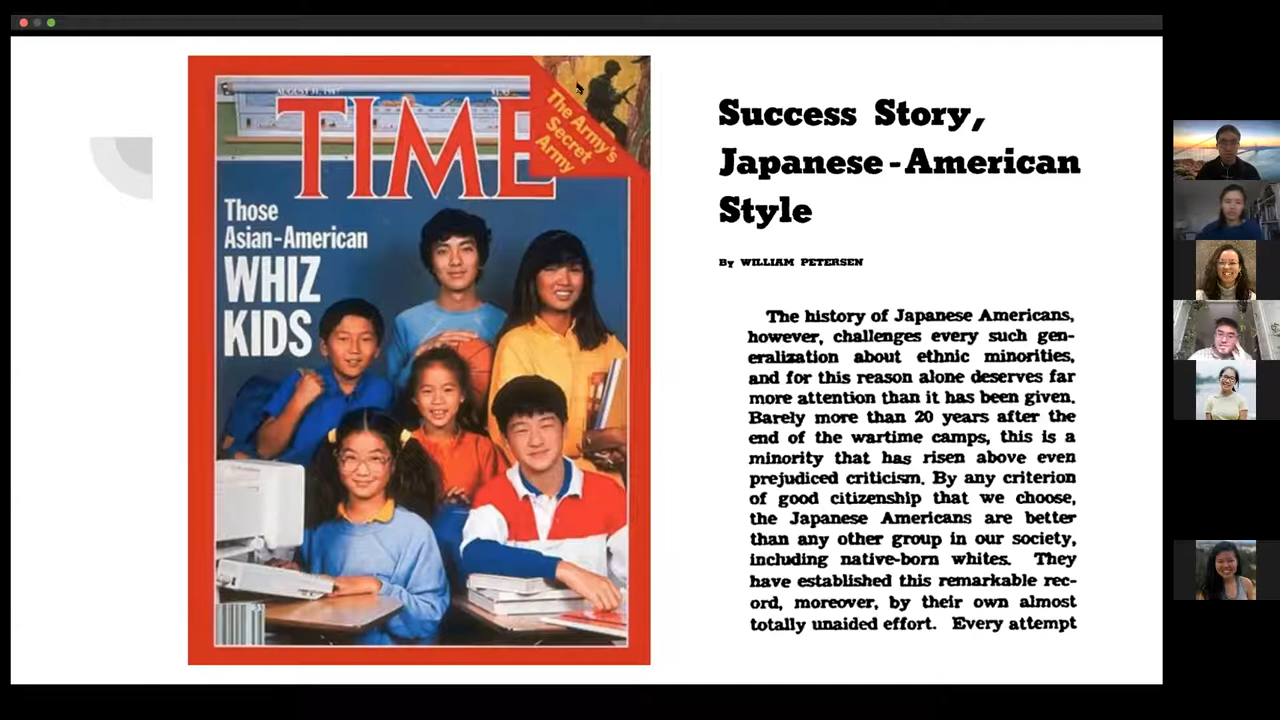 AUGUST 31, 1987
$1.95
TIME
The Army's
Secret
Army
Those
Asian-American
WHIZ
KIDS
Success Story,
Japanese-American
Style
By WILLIAM PETERSEN
The history of Japanese Americans,
however, challenges every such gen-
eralization about ethnic minorities,
and for this reason alone deserves far
more attention than it has been given.
Barely more than 20 years after the
end of the wartime camps, this is a
minority that has risen above even
prejudiced criticism. By any criterion
of good citizenship that we choose,
the Japanese Americans are better
than any other group in our society,
including native-born whites. They
have established this remarkable rec-
ord, moreover, by their own almost
totally unaided effort. Every attempt